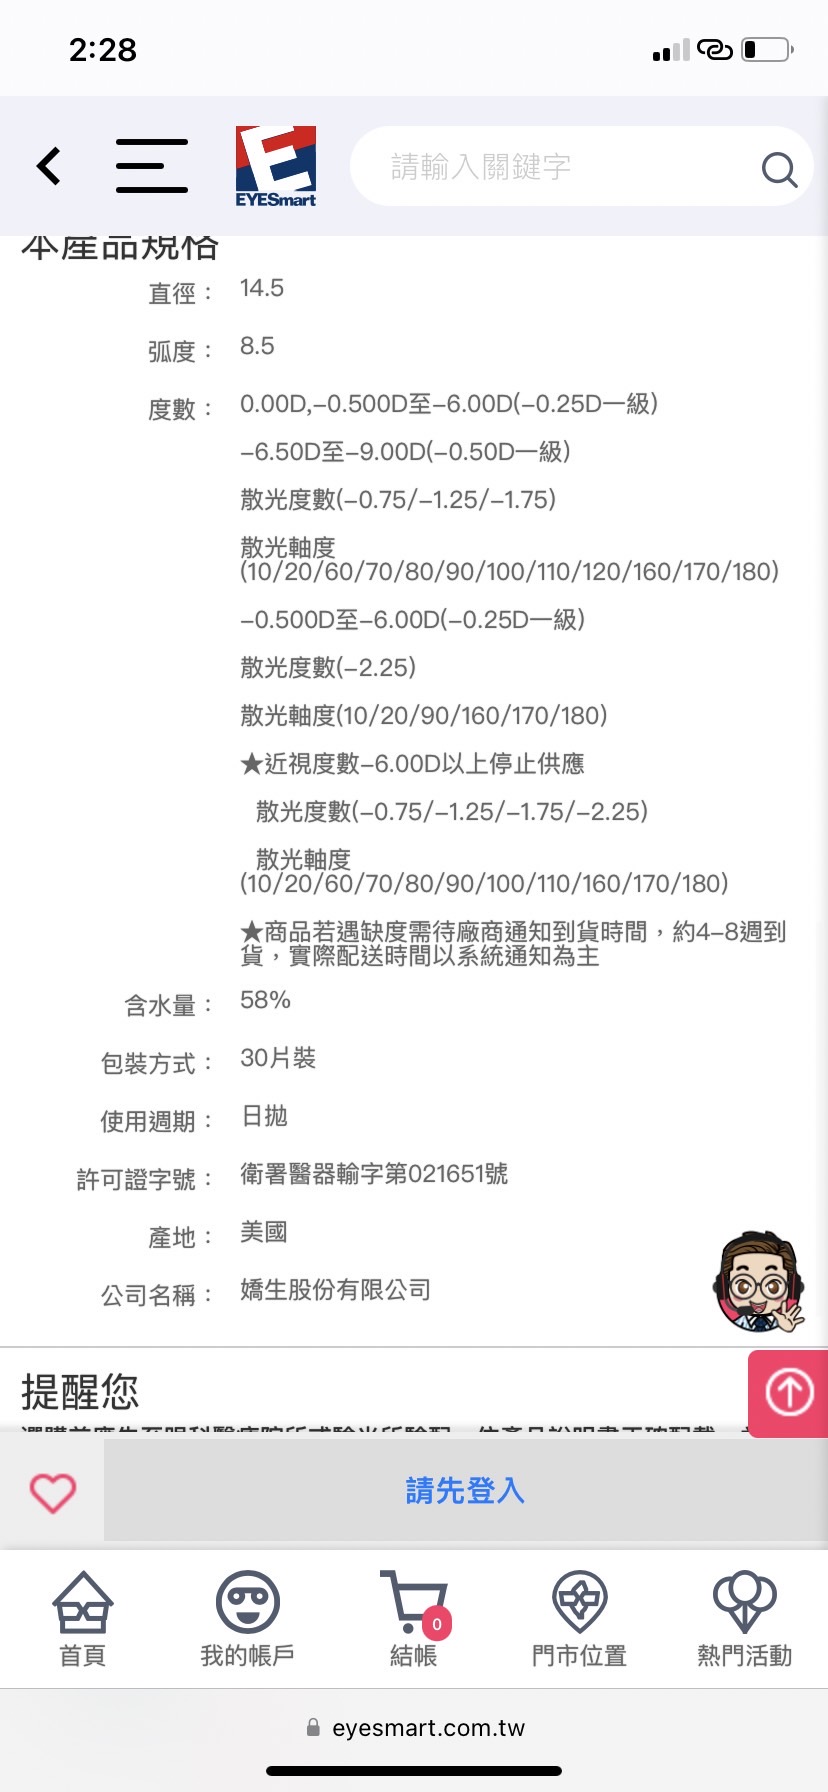 2:28
EYESmart
請輸入關鍵字
本產品規格
直徑： 14.5
弧度： 8.5
度數： 0.00D,-0.500D至-6.00D(-0.25D一級)
-6.50D至-9.00D(-0.50D一級)
散光度數(-0.75/-1.25/-1.75)
散光軸度
(10/20/60/70/80/90/100/110/120/160/170/180)
-0.500D至-6.00D(-0.25D一級)
散光度數(-2.25)
散光軸度(10/20/90/160/170/180)
★近視度數-6.00D以上停止供應
散光度數(-0.75/-1.25/-1.75/-2.25)
散光軸度
(10/20/60/70/80/90/100/110/160/170/180)
★商品若遇缺度需待廠商通知到貨時間，約4-8週到
貨，實際配送時間以系統通知為主
含水量： 58%
包裝方式： 30片裝
使用週期： 日拋
許可證字號： 衛署醫器輸字第021651號
產地： 美國
公司名稱： 嬌生股份有限公司
提醒您
請先登入
0
首頁 我的帳戶 結帳 門市位置 熱門活動
eyesmart.com.tw